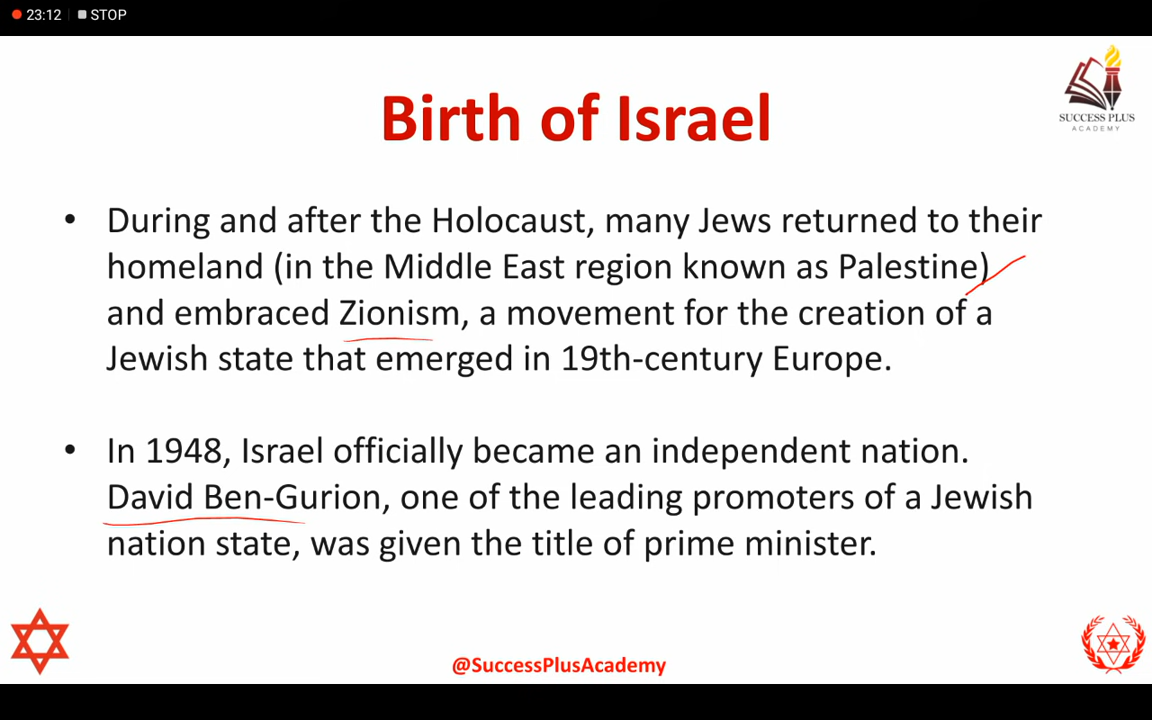 23:12 STOP
Birth of Israel
SUCCESS PLUS
ACADEMY
• During and after the Holocaust, many Jews returned to their
homeland (in the Middle East region known as Palestine)
and embraced Zionism, a movement for the creation of a
Jewish state that emerged in 19th-century Europe.
• In 1948, Israel officially became an independent nation.
David Ben-Gurion, one of the leading promoters of a Jewish
nation state, was given the title of prime minister.
@SuccessPlusAcademy